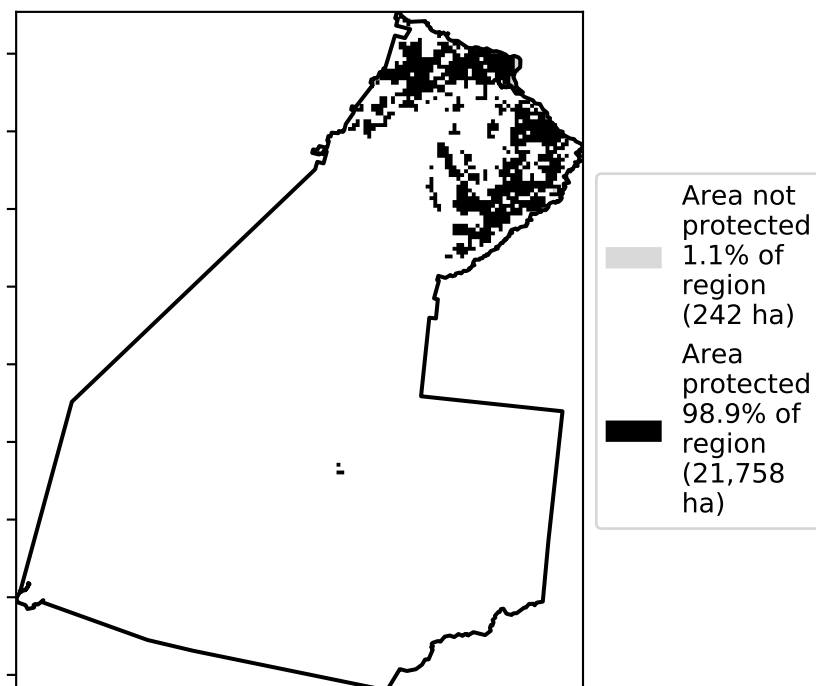 Area not
protected
1.1% of
region
(242 ha)
Area
protected
98.9% of
region
(21,758
ha)